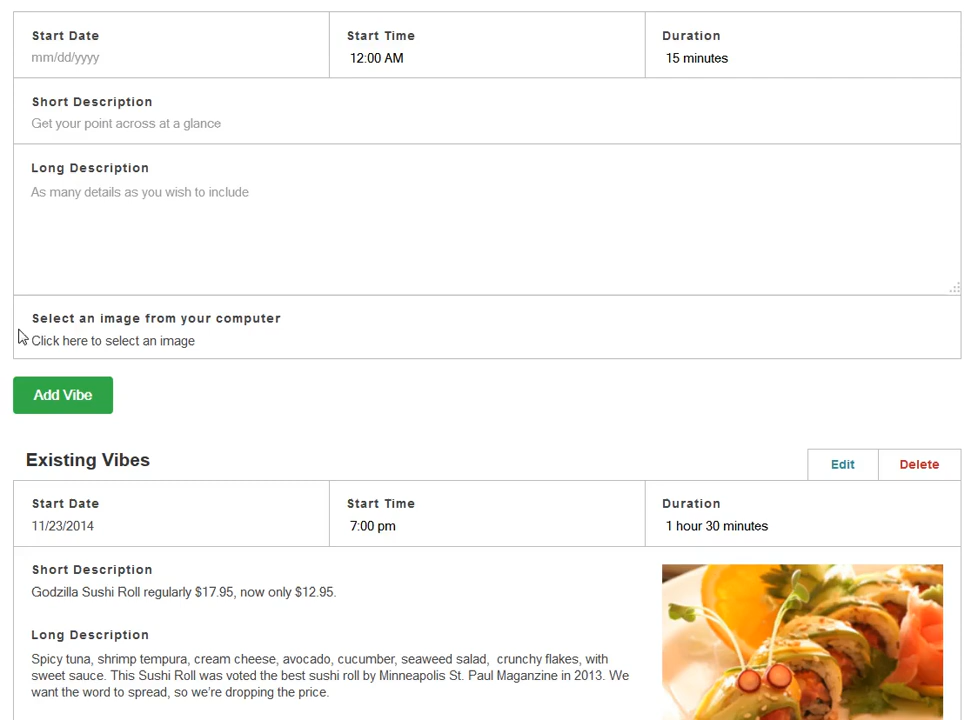 Start Date
Start Time
Duration
mm/dd/yyyy
12:00 AM
15 minutes
Short Description
Get your point across at a glance
Long Description
As many details as you wish to include
Select an image from your computer
Click here to select an image
Add Vibe
Existing Vibes
Edit
Delete
Start Date
Start Time
Duration
11/23/2014
7:00 pm
1 hour 30 minutes
Short Description
Godzilla Sushi Roll regularly $17.95, now only $12.95.
Long Description
Spicy tuna, shrimp tempura, cream cheese, avocado, cucumber, seaweed salad,  crunchy flakes, with
sweet sauce. This Sushi Roll was voted the best sushi roll by Minneapolis St. Paul Maganzine in 2013. We
want the word to spread, so we’re dropping the price.